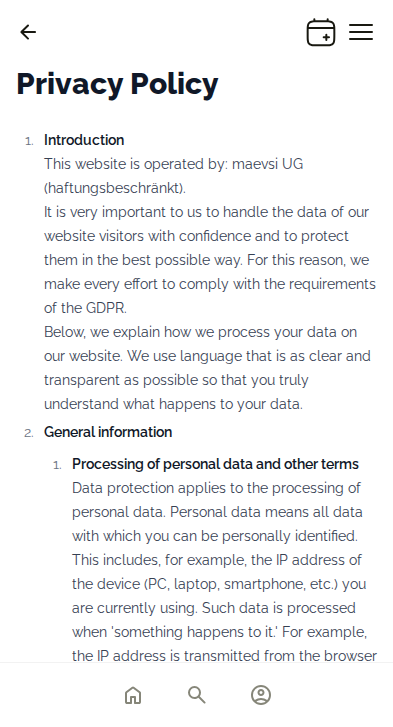 Privacy Policy
1. Introduction
This website is operated by: maevsi UG
(haftungsbeschränkt).
It is very important to us to handle the data of our
website visitors with confidence and to protect
them in the best possible way. For this reason, we
make every effort to comply with the requirements
of the GDPR.
Below, we explain how we process your data on
our website. We use language that is as clear and
transparent as possible so that you truly
understand what happens to your data.
2. General information
1. Processing of personal data and other terms
Data protection applies to the processing of
personal data. Personal data means all data
with which you can be personally identified.
This includes, for example, the IP address of
the device (PC, laptop, smartphone, etc.) you
are currently using. Such data is processed
when 'something happens to it.' For example,
the IP address is transmitted from the browser